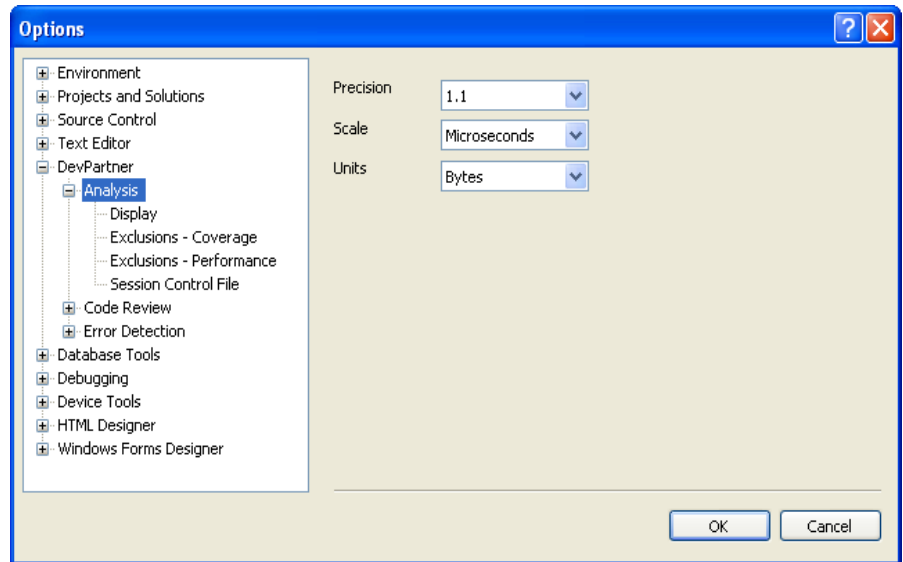 Options
Environment
Projects and Solutions
Source Control
Text Editor
DevPartner
Analysis
Display
Exclusions - Coverage
Exclusions - Performance
Session Control File
Code Review
Error Detection
Database Tools
Debugging
Device Tools
HTML Designer
Windows Forms Designer
Precision 1.1
Scale Microseconds
Units Bytes
OK Cancel